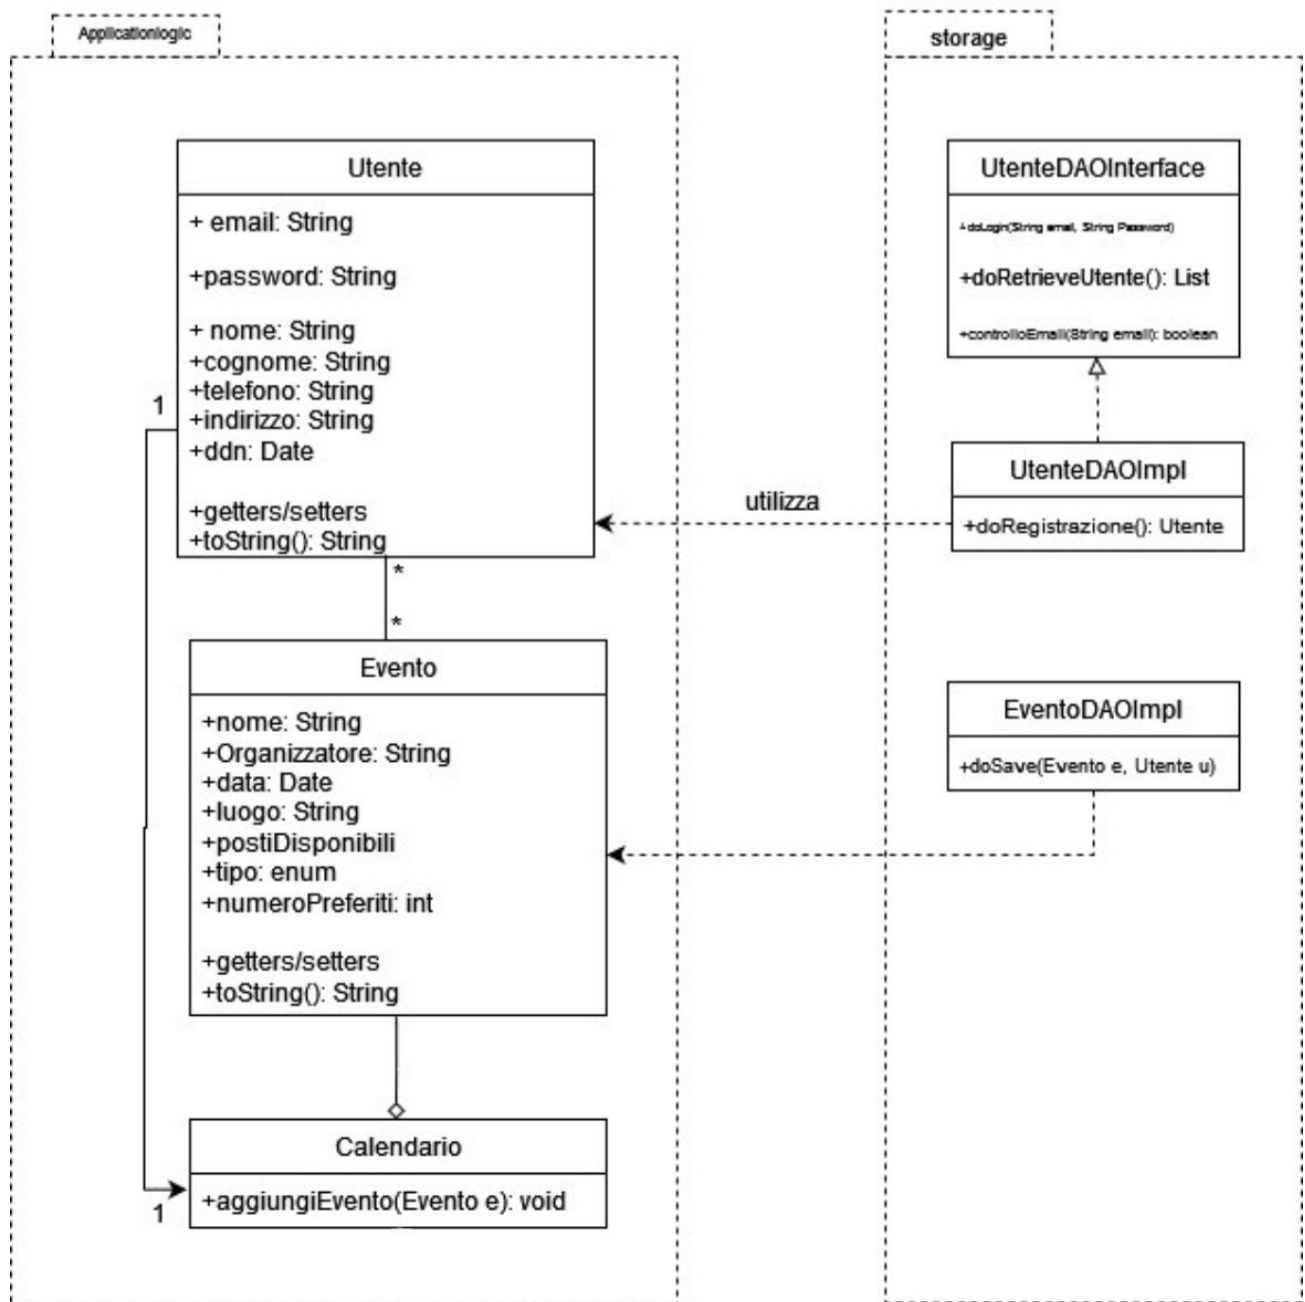 Applicationlogic
Utente
+ email: String
+password: String
+ nome: String
+cognome: String
+telefono: String
+indirizzo: String
+ddn: Date
+getters/setters
+toString(): String
1
*
*
Evento
+nome: String
+Organizzatore: String
+data: Date
+luogo: String
+postiDisponibili
+tipo: enum
+numeroPreferiti: int
+getters/setters
+toString(): String
Calendario
+aggiungiEvento(Evento e): void
1
utilizza
storage
UtenteDAOInterface
+doLogin(String email, String Password)
+doRetrieveUtente(): List
+controlloEmail(String email): boolean
UtenteDAOImpl
+doRegistrazione(): Utente
EventoDAOImpl
+doSave(Evento e, Utente u)